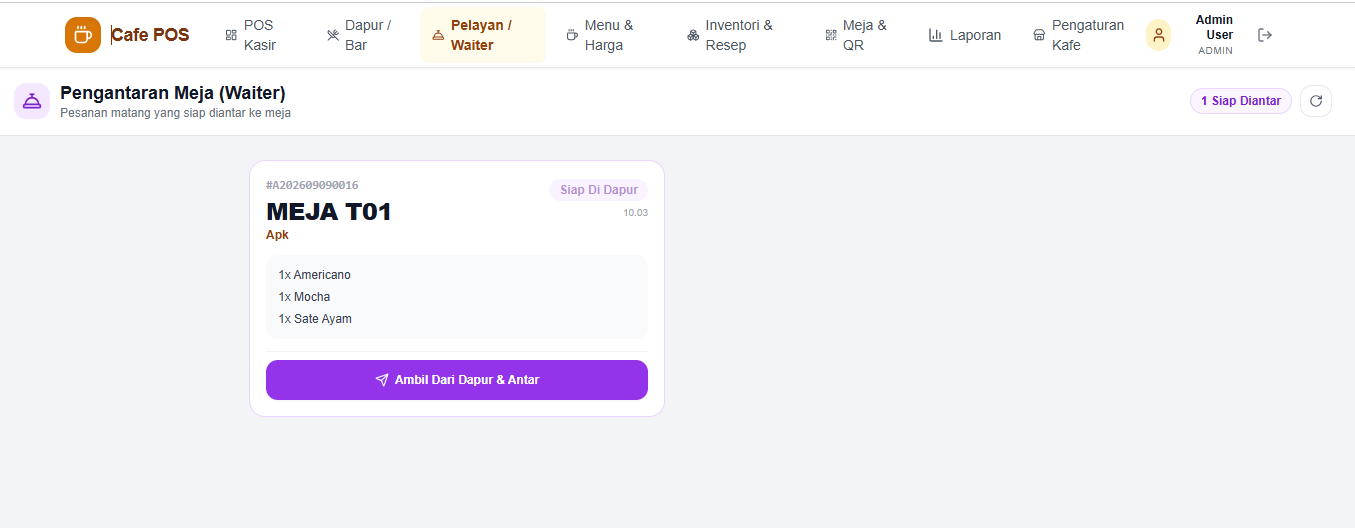 Cafe POS
POS
Kasir
Dapur /
Bar
Pelayan /
Waiter
Menu &
Harga
Inventori &
Resep
Meja &
QR
Laporan
Pengaturan
Kafe
Admin
User
ADMIN
Pengantaran Meja (Waiter)
Pesanan matang yang siap diantar ke meja
1 Siap Diantar
#A202609090016
Siap Di Dapur
MEJA T01
10.03
Apk
1x Americano
1x Mocha
1x Sate Ayam
Ambil Dari Dapur & Antar